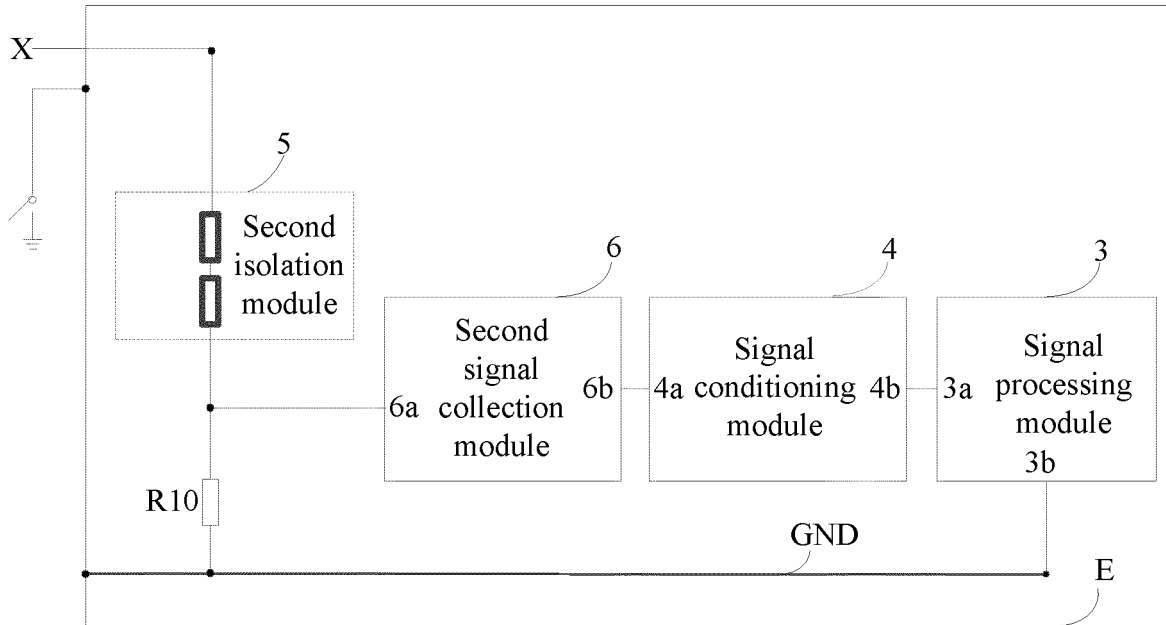 X
5
Second
isolation
module
6
4
3
Second
signal
collection
module
6a
6b
Signal
conditioning
module
4a
4b
Signal
processing
module
3a
3b
R10
GND
E